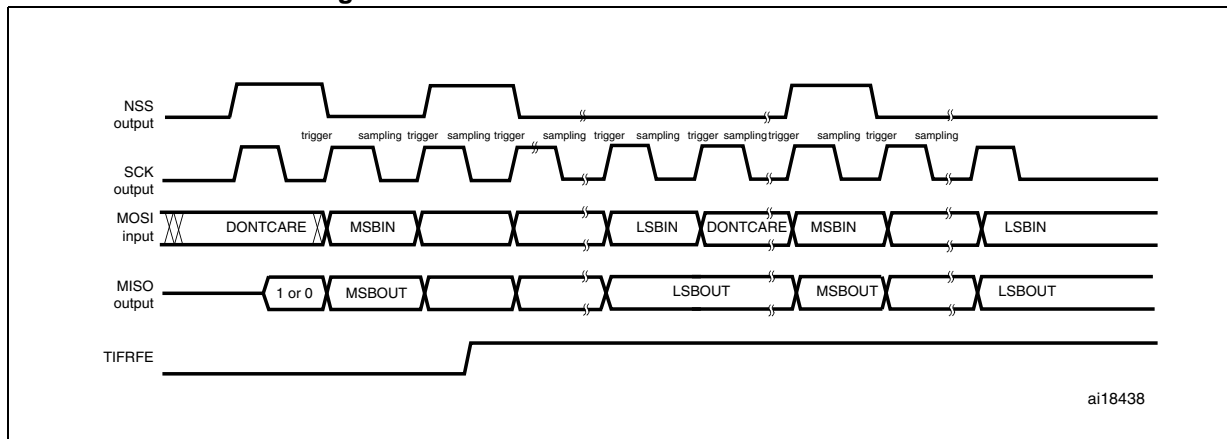 NSS
output
trigger sampling trigger sampling trigger sampling trigger sampling trigger sampling trigger sampling trigger sampling
SCK
output
MOSI
input
DONTCARE MSBIN LSBIN DONTCARE MSBIN LSBIN
MISO
output
1 or 0 MSBOUT LSBOUT MSBOUT LSBOUT
TIFRFE
ai18438